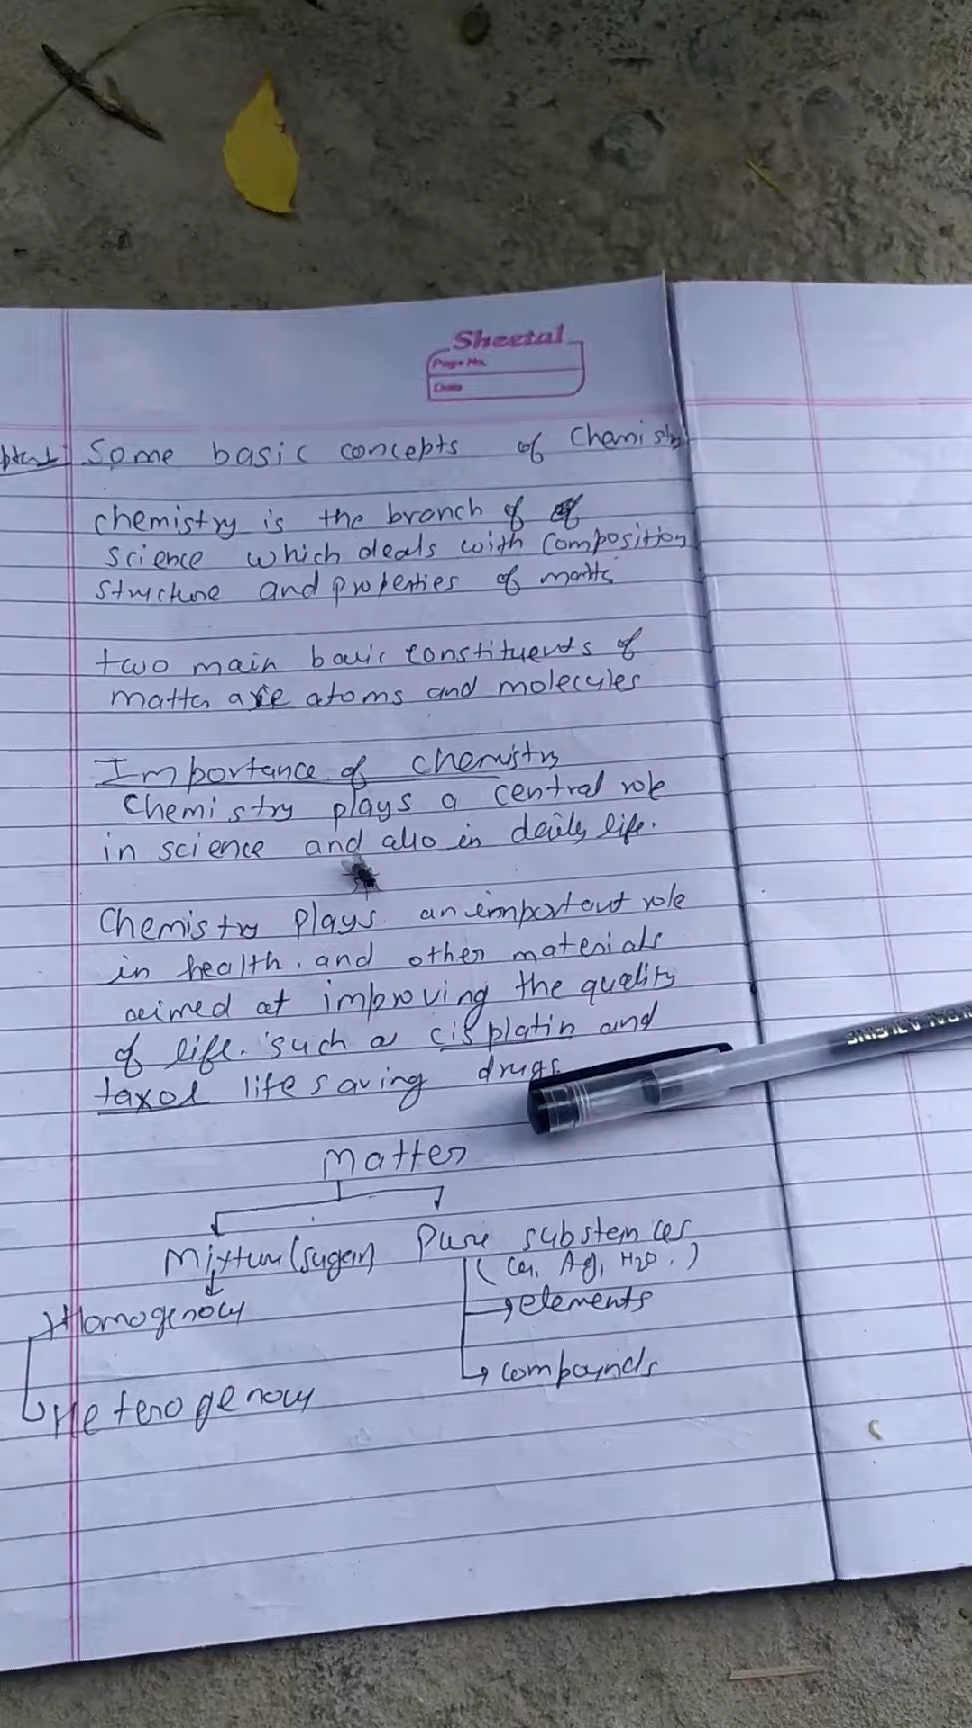 Sheetal
Page No.
Date
Some basic concepts of Chemistry
chemistry is the branch of
science which deals with composition
structure and properties of matte
two main basic constituents of
matter are atoms and molecules
Importance of chemistry
Chemistry plays a central role
in science and also in daily life.
Chemistry plays an important role
in health. and other materials
aimed at improving the quality
of life. such as cisplatin and
taxol life saving drugs
Matter
Mixture (sugar) Pure substences
Ag, H2O
Homogenous elements
compounds
Heterogenous